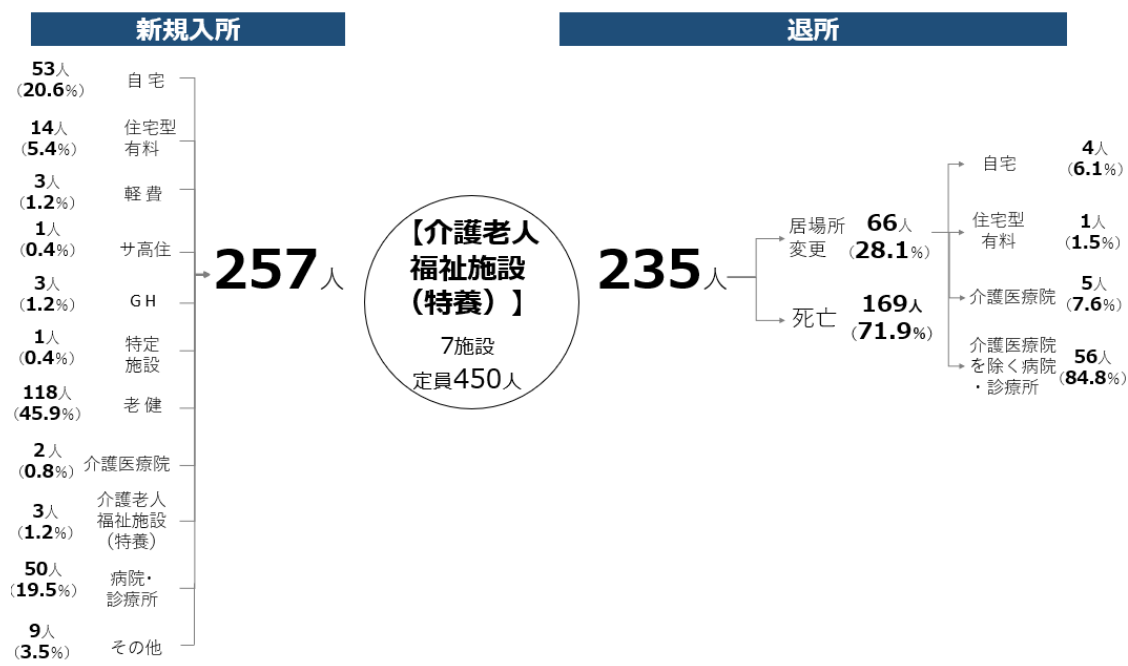 新規入所
53人
(20.6%)
自 宅
14人
(5.4%)
住宅型
有料
3人
(1.2%)
軽 費
1人
(0.4%)
サ高住
3人
(1.2%)
GH
1人
(0.4%)
特定
施設
118人
(45.9%)
老 健
2人
(0.8%)
介護医療院
3人
(1.2%)
介護老人
福祉施設
(特養)
50人
(19.5%)
病院・
診療所
9人
(3.5%)
その他
257人
【介護老人
福祉施設
（特養）】
7施設
定員450人
退所
235人
居場所
変更
66人
(28.1%)
死亡
169人
(71.9%)
自宅
4人
(6.1%)
住宅型
有料
1人
(1.5%)
介護医療院
5人
(7.6%)
介護医療院
を除く病院
・診療所
56人
(84.8%)